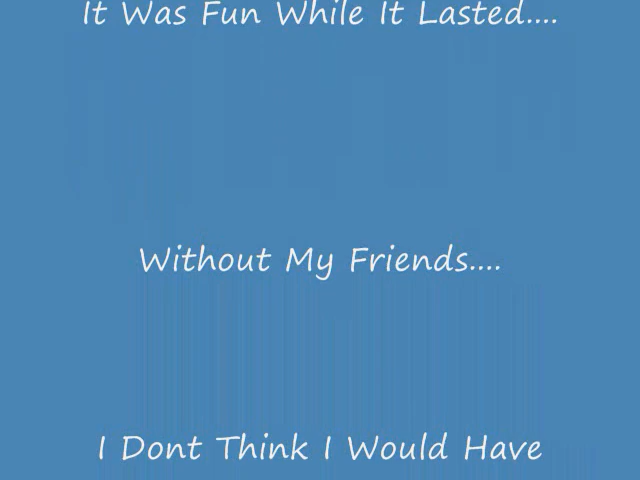 It Was Fun While It Lasted....
Without My Friends....
I Dont Think I Would Have